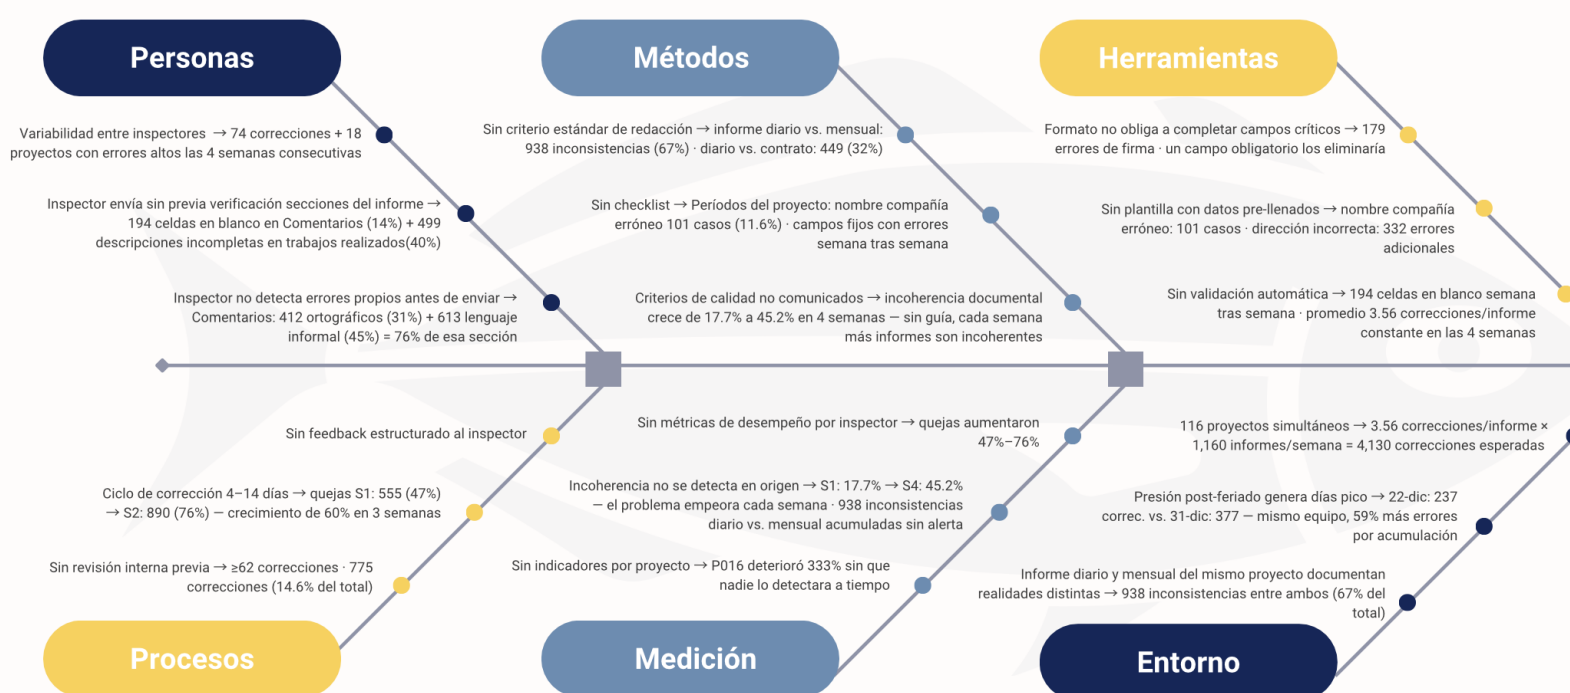 Personas
Variabilidad entre inspectores → 74 correcciones + 18
proyectos con errores altos las 4 semanas consecutivas
Inspector envía sin previa verificación secciones del informe →
194 celdas en blanco en Comentarios (14%) + 499
descripciones incompletas en trabajos realizados(40%)
Inspector no detecta errores propios antes de enviar →
Comentarios: 412 ortográficos (31%) + 613 lenguaje
informal (45%) = 76% de esa sección
Métodos
Sin criterio estándar de redacción → informe diario vs. mensual:
938 inconsistencias (67%) · diario vs. contrato: 449 (32%)
Sin checklist → Períodos del proyecto: nombre compañía
erróneo 101 casos (11.6%) · campos fijos con errores
semana tras semana
Criterios de calidad no comunicados → incoherencia documental
crece de 17.7% a 45.2% en 4 semanas — sin guía, cada semana
más informes son incoherentes
Herramientas
Formato no obliga a completar campos críticos → 179
errores de firma · un campo obligatorio los eliminaría
Sin plantilla con datos pre-llenados → nombre compañía
erróneo: 101 casos · dirección incorrecta: 332 errores
adicionales
Sin validación automática → 194 celdas en blanco semana
tras semana · promedio 3.56 correcciones/informe
constante en las 4 semanas
Sin feedback estructurado al inspector
Ciclo de corrección 4–14 días → quejas S1: 555 (47%)
→ S2: 890 (76%) — crecimiento de 60% en 3 semanas
Sin revisión interna previa → ≥62 correcciones · 775
correcciones (14.6% del total)
Procesos
Sin métricas de desempeño por inspector → quejas aumentaron
47%–76%
Incoherencia no se detecta en origen → S1: 17.7% → S4: 45.2%
— el problema empeora cada semana · 938 inconsistencias
diario vs. mensual acumuladas sin alerta
Sin indicadores por proyecto → P016 deterioró 333% sin que
nadie lo detectara a tiempo
Medición
116 proyectos simultáneos → 3.56 correcciones/informe ×
1,160 informes/semana = 4,130 correcciones esperadas
Presión post-feriado genera días pico → 22-dic: 237
correc. vs. 31-dic: 377 — mismo equipo, 59% más errores
por acumulación
Informe diario y mensual del mismo proyecto documentan
realidades distintas → 938 inconsistencias entre ambos (67% del
total)
Entorno